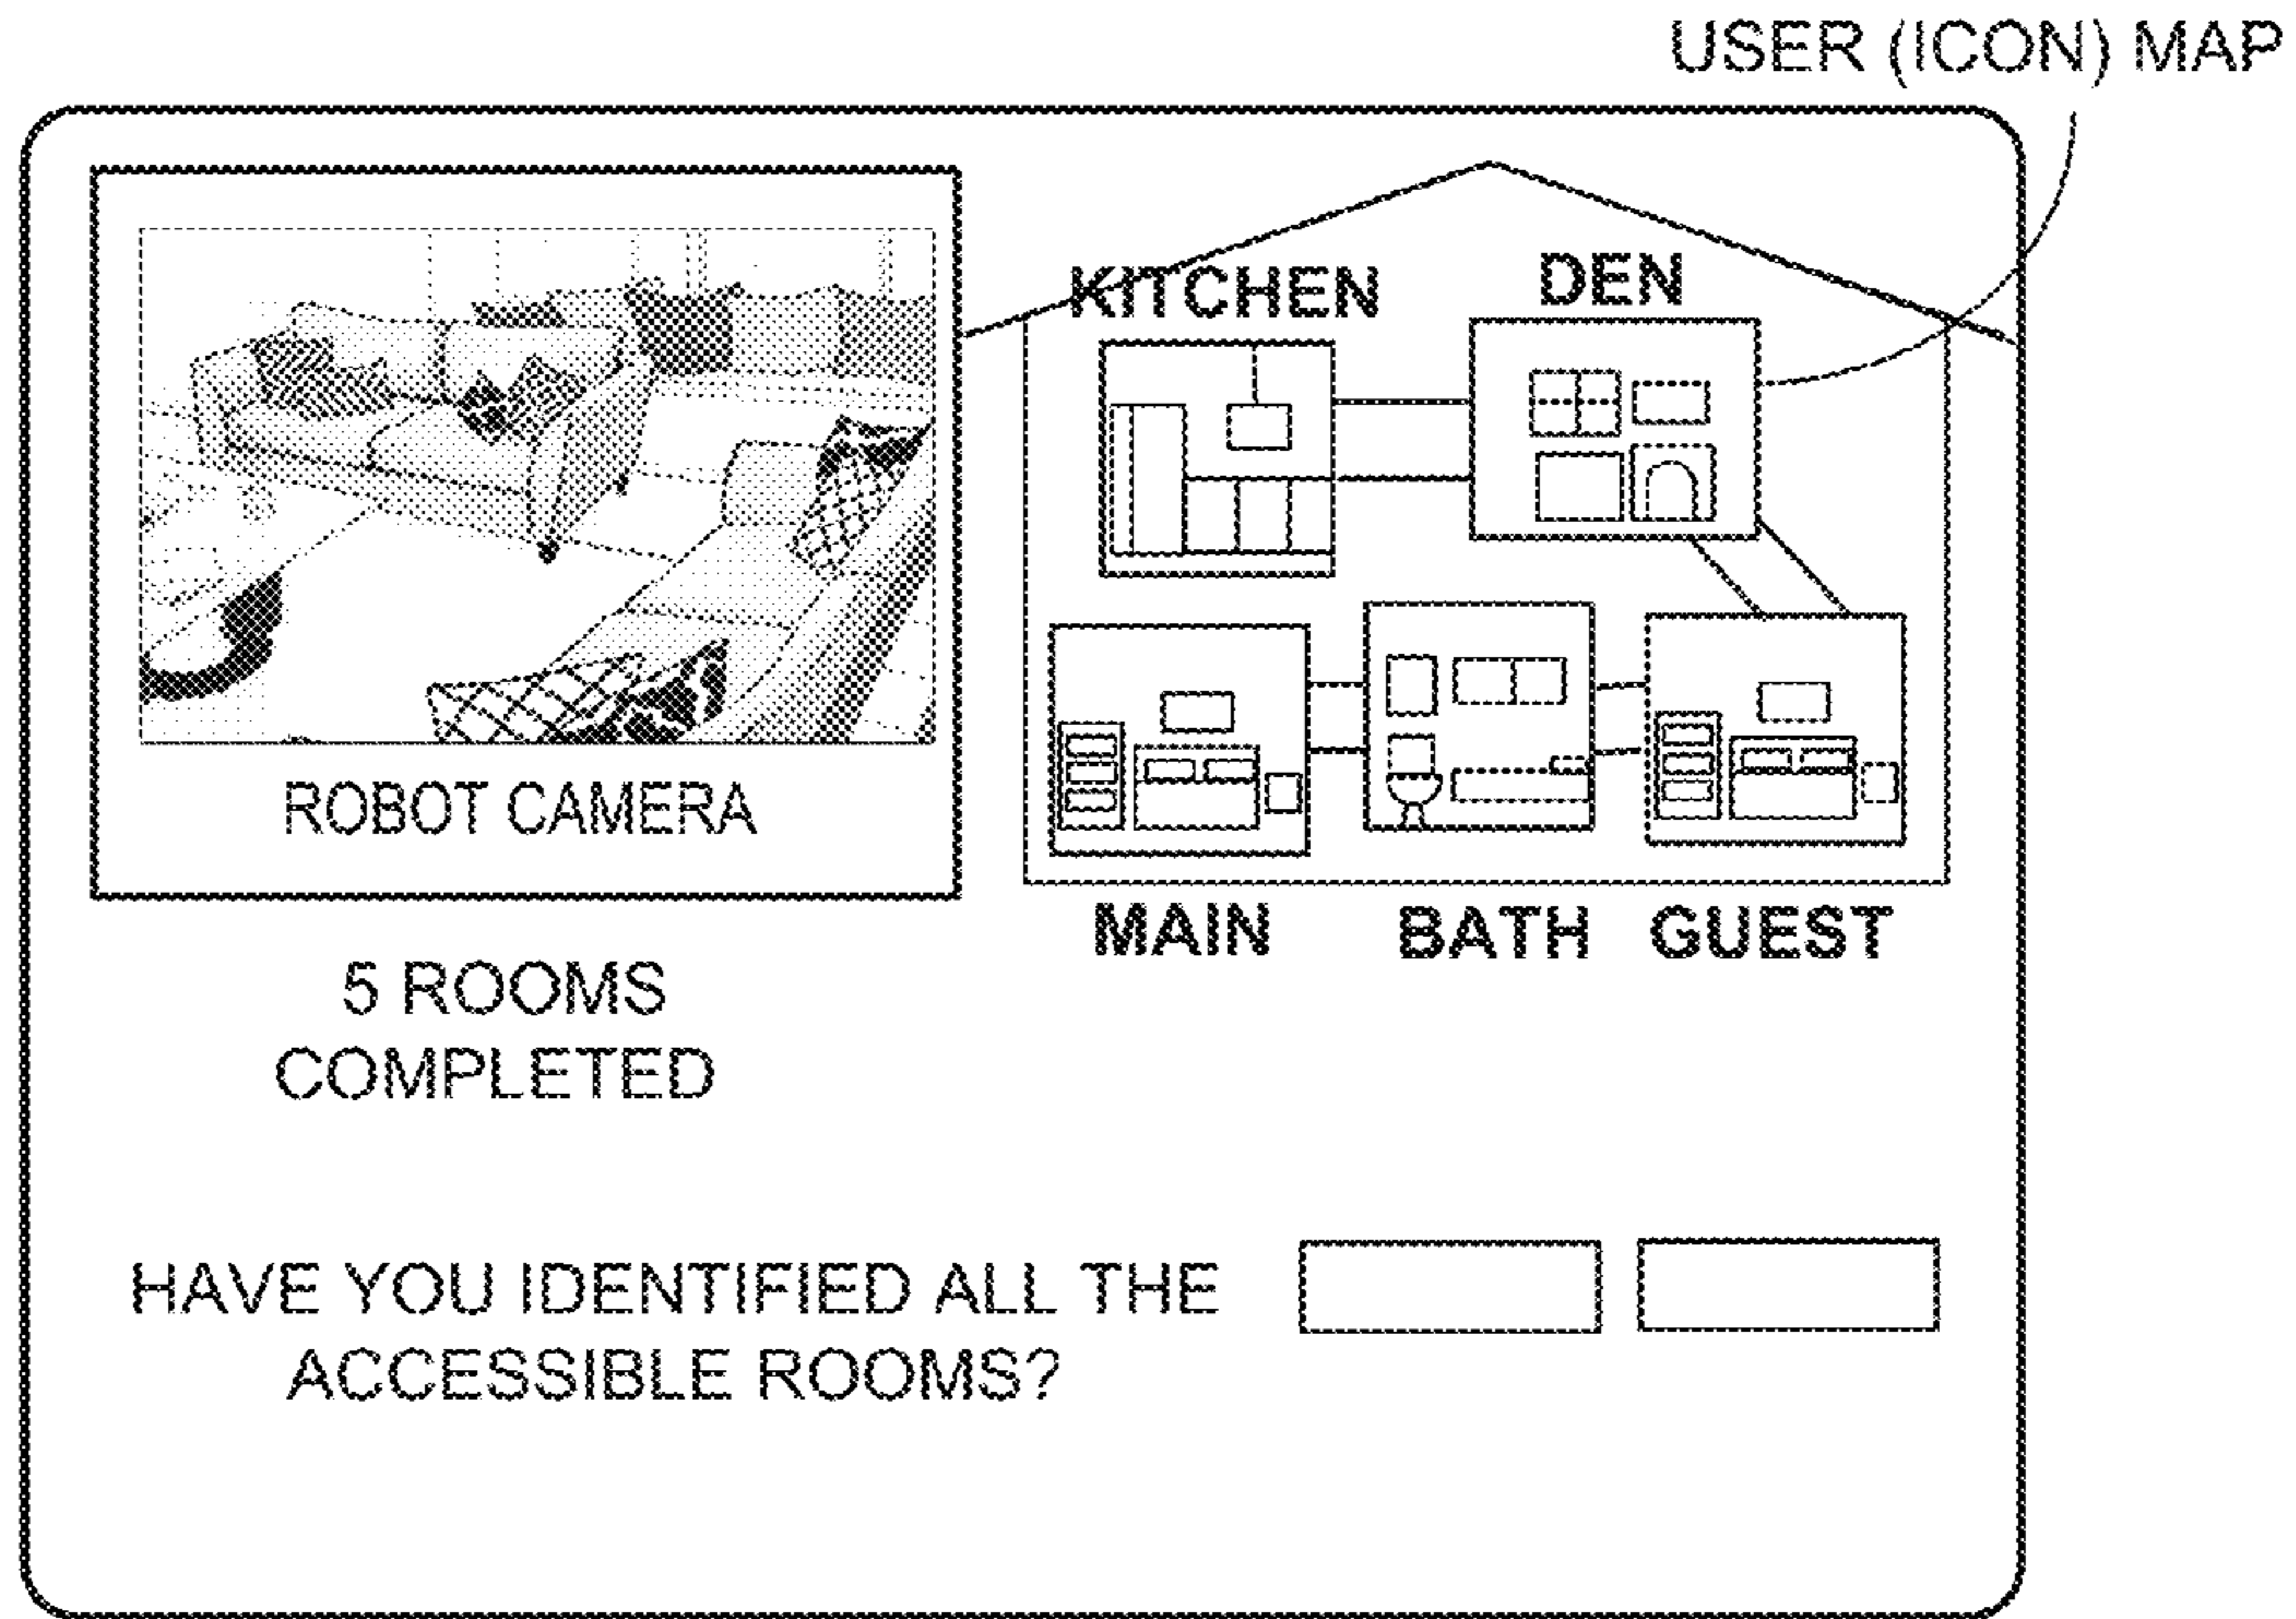 USER (ICON) MAP
KITCHEN
DEN
ROBOT CAMERA
MAIN
BATH
GUEST
5 ROOMS
COMPLETED
HAVE YOU IDENTIFIED ALL THE
ACCESSIBLE ROOMS?